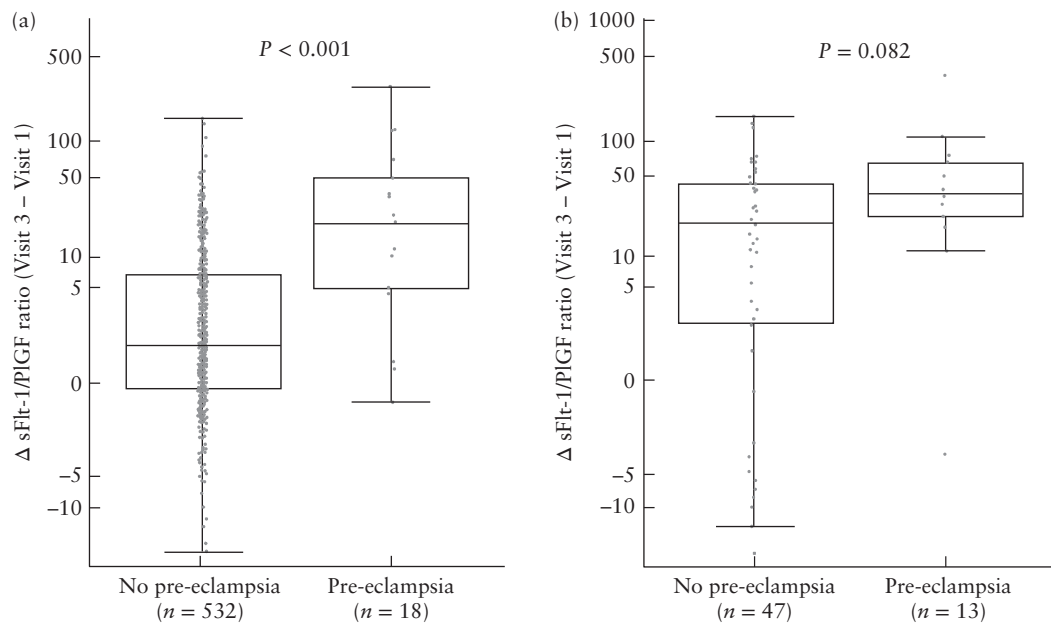 (a)
P < 0.001
500
100
50
10
5
0
−5
−10
Δ sFlt-1/PlGF ratio (Visit 3 – Visit 1)
No pre-eclampsia
(n = 532)
Pre-eclampsia
(n = 18)
(b)
P = 0.082
1000
500
100
50
10
5
0
−5
−10
Δ sFlt-1/PlGF ratio (Visit 3 – Visit 1)
No pre-eclampsia
(n = 47)
Pre-eclampsia
(n = 13)